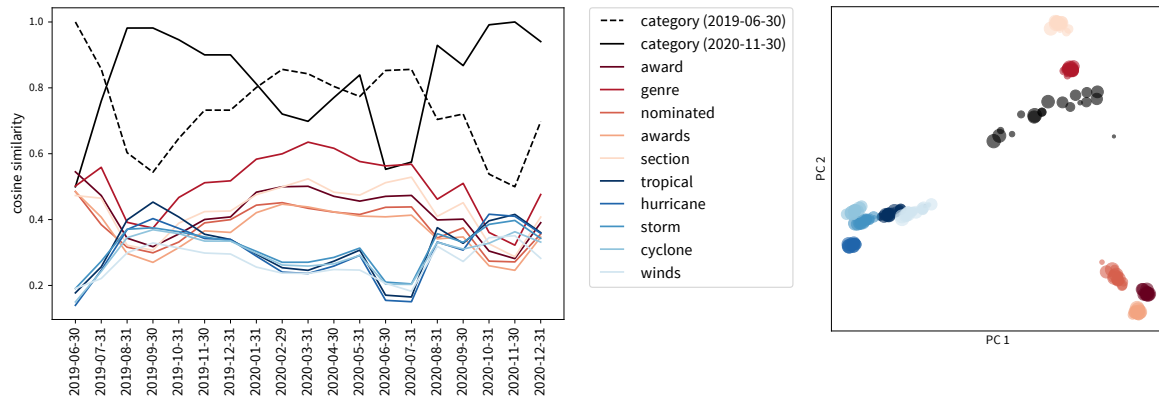 cosine similarity
1.0
0.8
0.6
0.4
0.2
2019-06-30
2019-07-31
2019-08-31
2019-09-30
2019-10-31
2019-11-30
2019-12-31
2020-01-31
2020-02-29
2020-03-31
2020-04-30
2020-05-31
2020-06-30
2020-07-31
2020-08-31
2020-09-30
2020-10-31
2020-11-30
2020-12-31
category (2019-06-30)
category (2020-11-30)
award
genre
nominated
awards
section
tropical
hurricane
storm
cyclone
winds
PC 2
PC 1